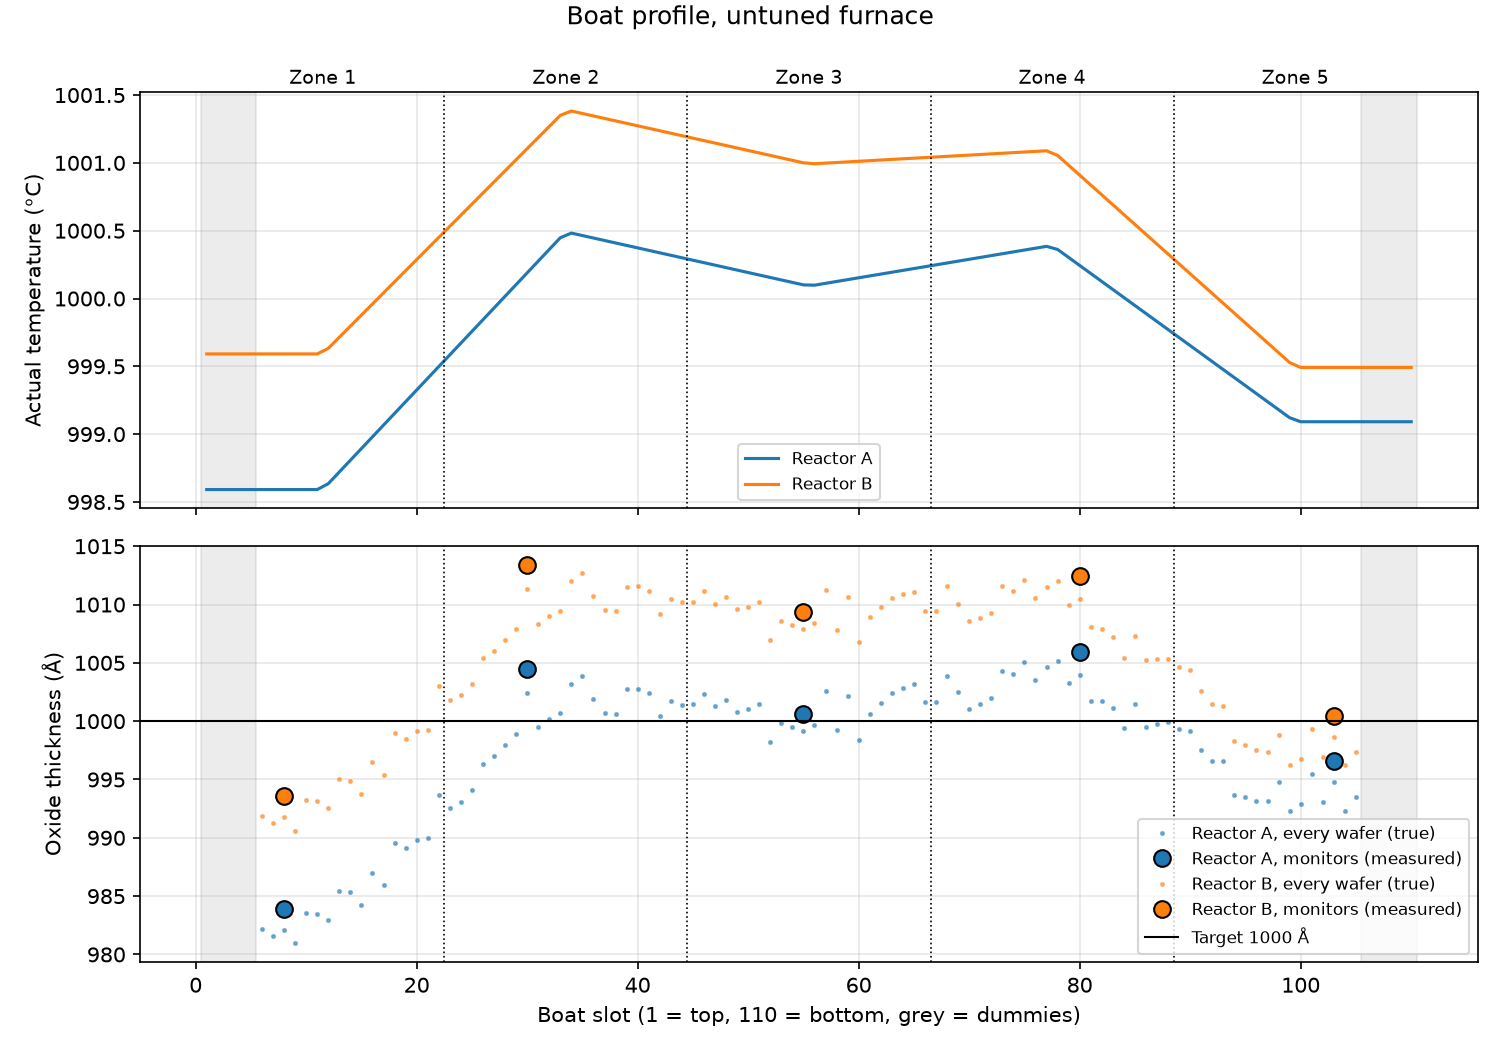 Boat profile, untuned furnace
Zone 1 Zone 2 Zone 3 Zone 4 Zone 5
Actual temperature (°C)
1001.5
1001.0
1000.5
1000.0
999.5
999.0
998.5
Reactor A
Reactor B
Oxide thickness (Å)
1015
1010
1005
1000
995
990
985
980
Reactor A, every wafer (true)
Reactor A, monitors (measured)
Reactor B, every wafer (true)
Reactor B, monitors (measured)
Target 1000 Å
0 20 40 60 80 100
Boat slot (1 = top, 110 = bottom, grey = dummies)